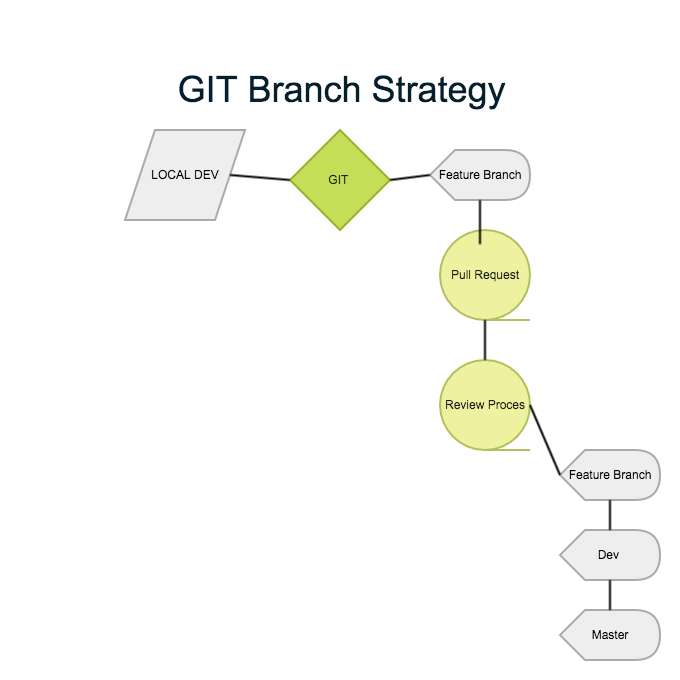 GIT Branch Strategy
LOCAL DEV
GIT
Feature Branch
Pull Request
Review Proces
Feature Branch
Dev
Master